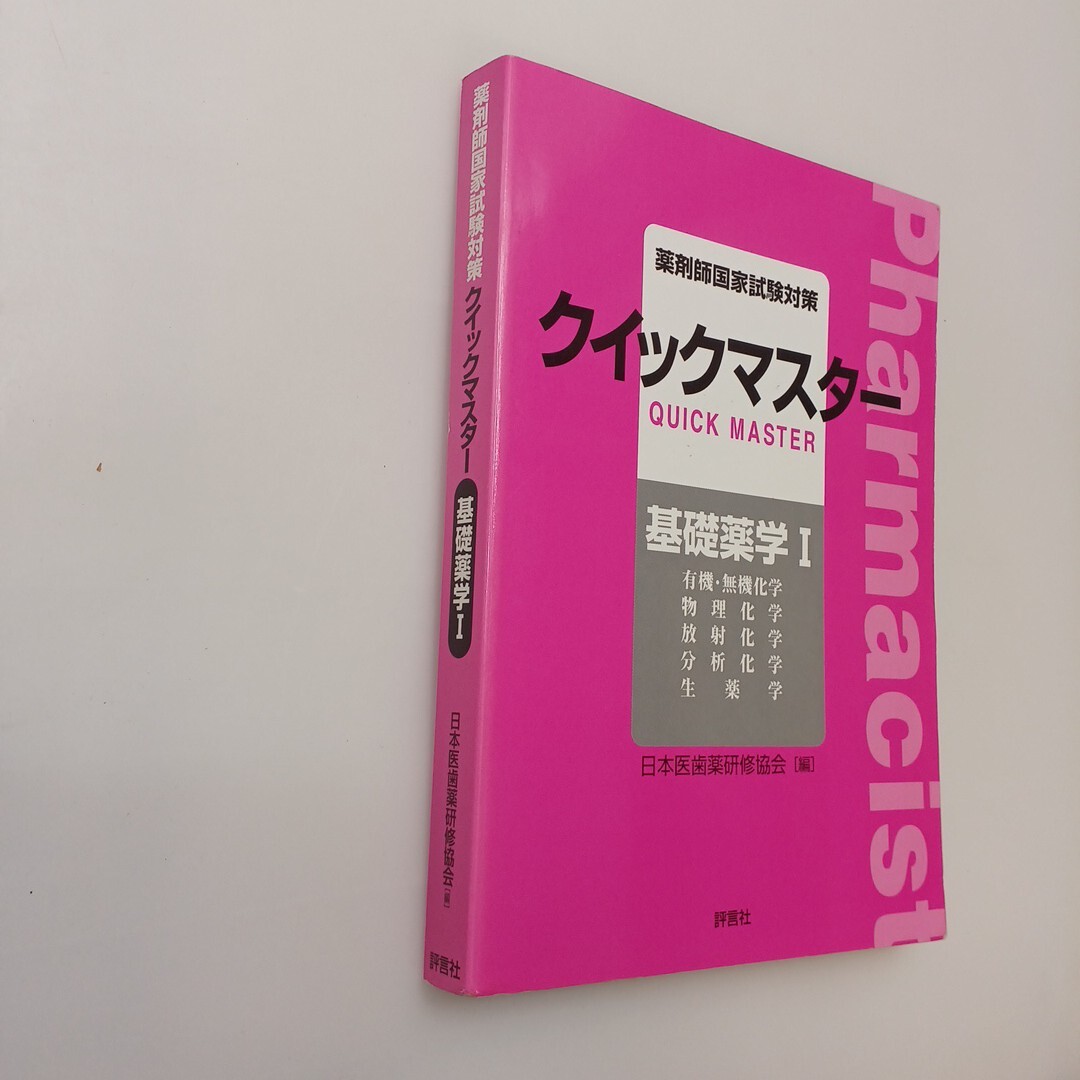 薬剤師国家試験対策 クイックマスター 基礎薬学Ⅰ
日本医歯薬研修協会［編］
評言社
薬剤師国家試験対策
クイックマスター
QUICK MASTER
基礎薬学Ⅰ
有機・無機化学
物理化学
放射化学
分析化学
生薬学
日本医歯薬研修協会［編］
評言社
Pharmacist